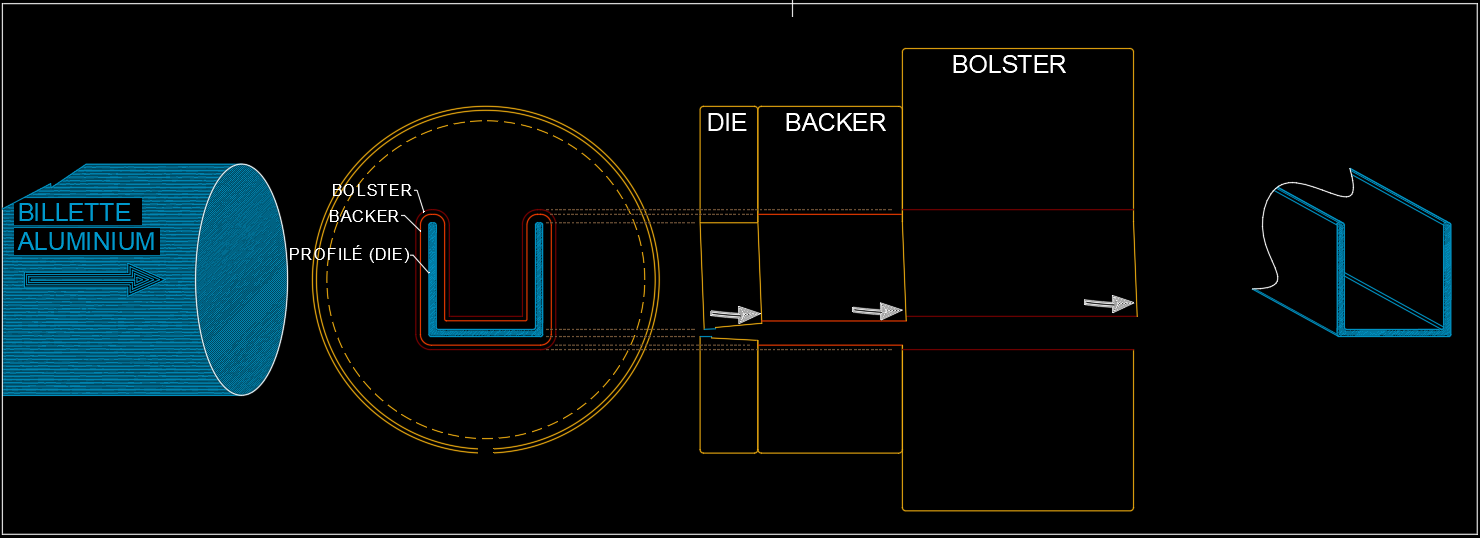 BILLETTE
ALUMINIUM
BOLSTER
BACKER
PROFILÉ (DIE)
DIE
BACKER
BOLSTER